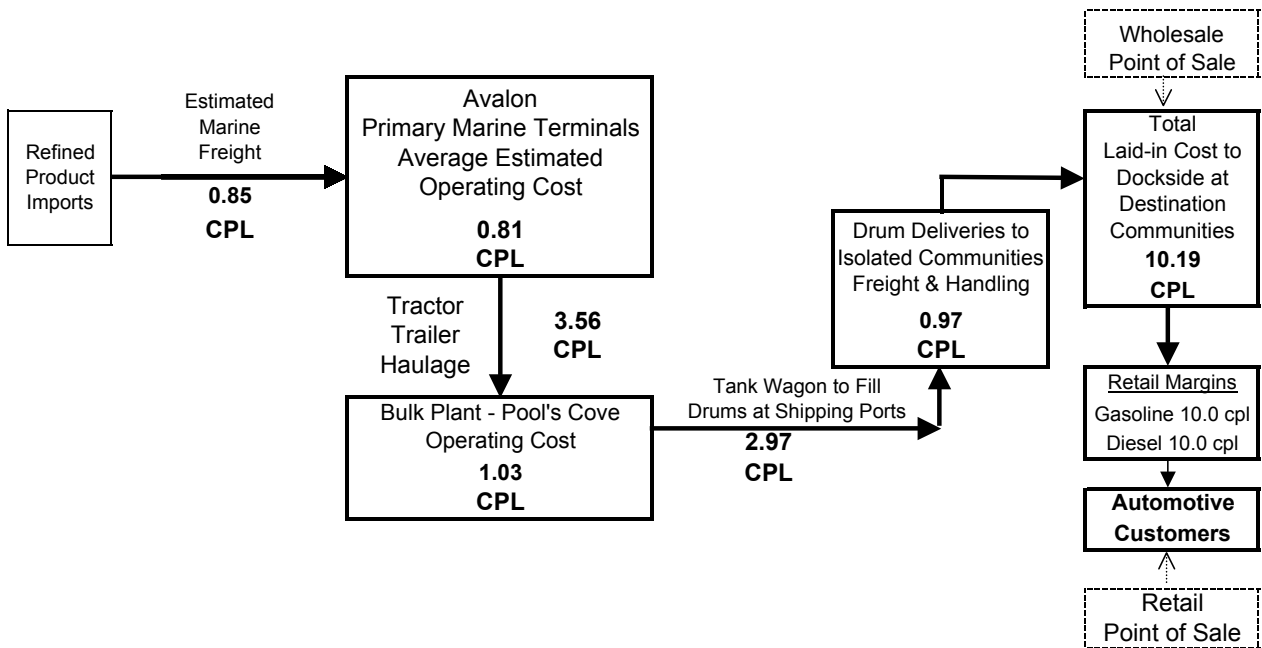 Refined
Product
Imports
Estimated
Marine
Freight
0.85
CPL
Avalon
Primary Marine Terminals
Average Estimated
Operating Cost
0.81
CPL
Tractor
Trailer
Haulage
3.56
CPL
Bulk Plant - Pool's Cove
Operating Cost
1.03
CPL
Tank Wagon to Fill
Drums at Shipping Ports
2.97
CPL
Drum Deliveries to
Isolated Communities
Freight & Handling
0.97
CPL
Wholesale
Point of Sale
Total
Laid-in Cost to
Dockside at
Destination
Communities
10.19
CPL
Retail Margins
Gasoline 10.0 cpl
Diesel 10.0 cpl
Automotive
Customers
Retail
Point of Sale